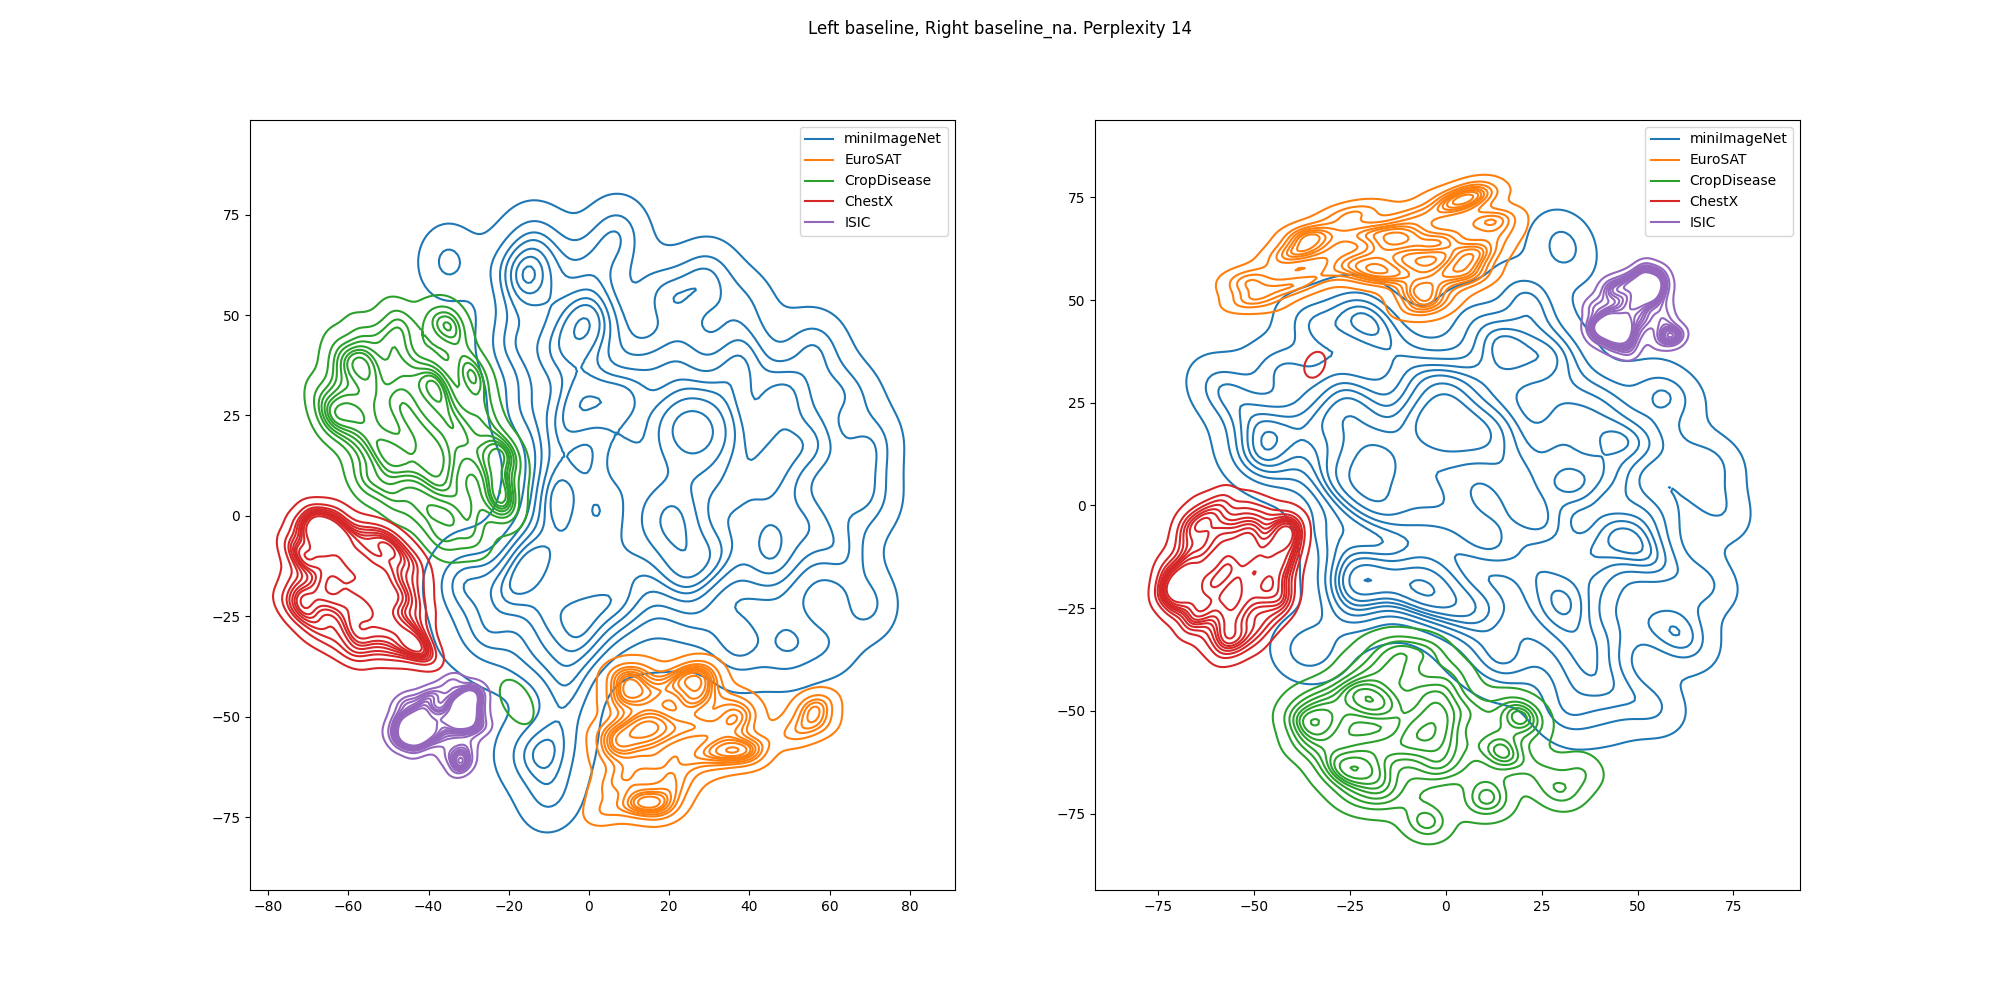 Left baseline, Right baseline_na. Perplexity 14
miniImageNet
EuroSAT
CropDisease
ChestX
ISIC
75
50
25
0
−25
−50
−75
−80
−60
−40
−20
0
20
40
60
80
miniImageNet
EuroSAT
CropDisease
ChestX
ISIC
75
50
25
0
−25
−50
−75
−75
−50
−25
0
25
50
75